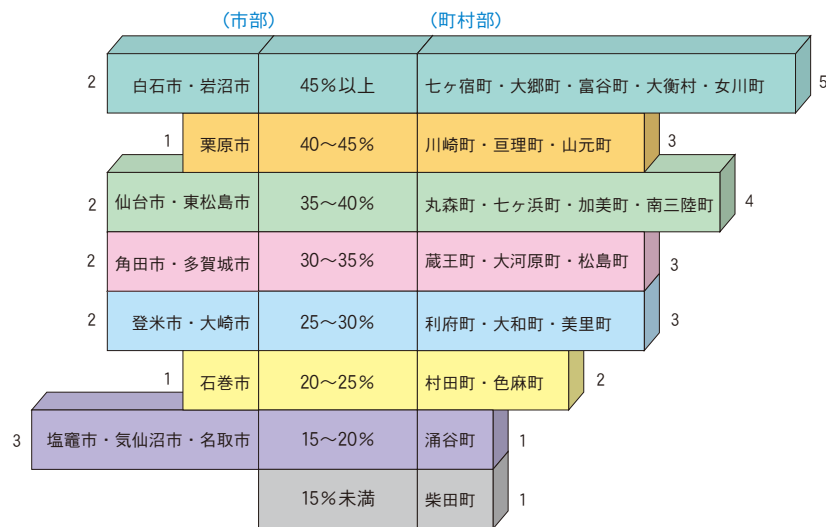 （市部） （町村部）
2 白石市・岩沼市 45％以上 七ヶ宿町・大郷町・富谷町・大衡村・女川町 5
1 栗原市 40～45％ 川崎町・亘理町・山元町 3
2 仙台市・東松島市 35～40％ 丸森町・七ヶ浜町・加美町・南三陸町 4
2 角田市・多賀城市 30～35％ 蔵王町・大河原町・松島町 3
2 登米市・大崎市 25～30％ 利府町・大和町・美里町 3
1 石巻市 20～25％ 村田町・色麻町 2
3 塩竈市・気仙沼市・名取市 15～20％ 涌谷町 1
15％未満 柴田町 1